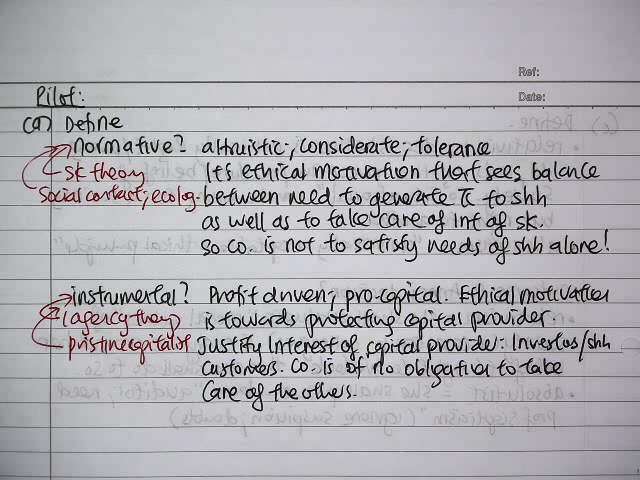 Ref:
Pilot: Date:
(a) Define
normative? altruistic; considerate; tolerance
sk theory It's ethical motivation that sees balance
Social contact; ecolog. between need to generate π to shh
as well as to take care of int of sk.
So co. is not to satisfy needs of shh alone!
instrumental? Profit driven; pro-capital. Ethical motivation
(agency theory is towards protecting capital provider.
pristine capitalist Justify Interest of capital provider: Investos/shh
Customers. Co. is of no obligation to take
Care of the others.